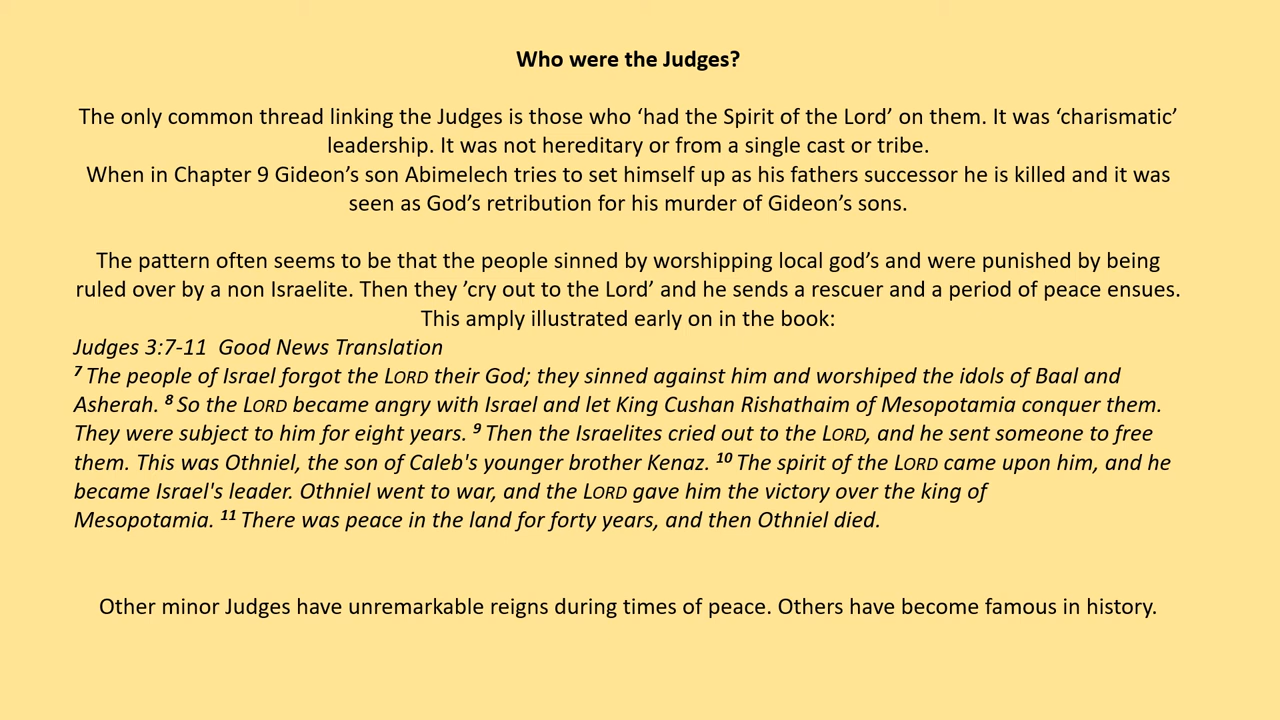 Who were the Judges?
The only common thread linking the Judges is those who ‘had the Spirit of the Lord’ on them. It was ‘charismatic’
leadership. It was not hereditary or from a single cast or tribe.
When in Chapter 9 Gideon’s son Abimelech tries to set himself up as his fathers successor he is killed and it was
seen as God’s retribution for his murder of Gideon’s sons.
The pattern often seems to be that the people sinned by worshipping local god’s and were punished by being
ruled over by a non Israelite. Then they ’cry out to the Lord’ and he sends a rescuer and a period of peace ensues.
This amply illustrated early on in the book:
Judges 3:7-11  Good News Translation
7 The people of Israel forgot the LORD their God; they sinned against him and worshiped the idols of Baal and
Asherah. 8 So the LORD became angry with Israel and let King Cushan Rishathaim of Mesopotamia conquer them.
They were subject to him for eight years. 9 Then the Israelites cried out to the LORD, and he sent someone to free
them. This was Othniel, the son of Caleb's younger brother Kenaz. 10 The spirit of the LORD came upon him, and he
became Israel's leader. Othniel went to war, and the LORD gave him the victory over the king of
Mesopotamia. 11 There was peace in the land for forty years, and then Othniel died.
Other minor Judges have unremarkable reigns during times of peace. Others have become famous in history.